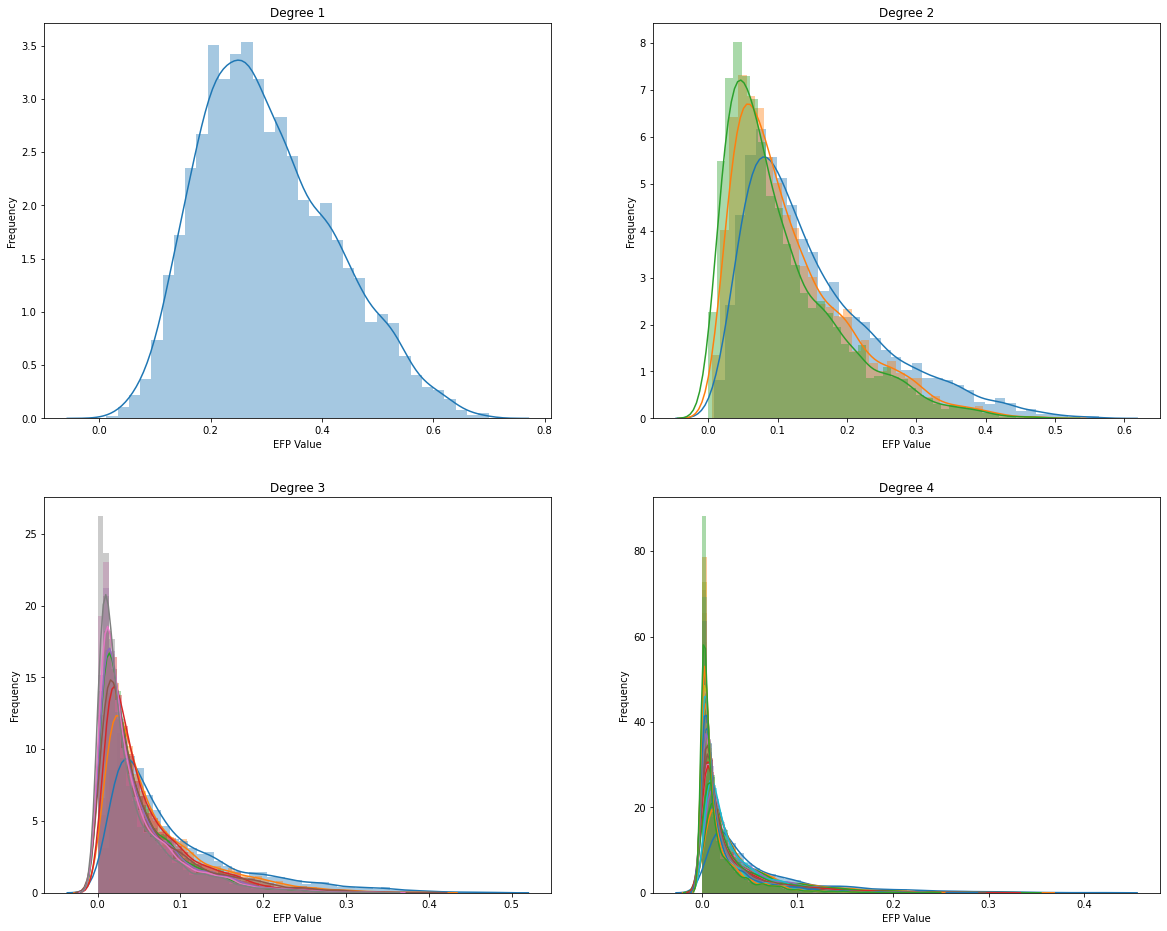 Degree 1
Frequency
3.5
3.0
2.5
2.0
1.5
1.0
0.5
0.0
0.0 0.2 0.4 0.6 0.8
EFP Value
Degree 2
Frequency
8
7
6
5
4
3
2
1
0
0.0 0.1 0.2 0.3 0.4 0.5 0.6
EFP Value
Degree 3
Frequency
25
20
15
10
5
0
0.0 0.1 0.2 0.3 0.4 0.5
EFP Value
Degree 4
Frequency
80
60
40
20
0
0.0 0.1 0.2 0.3 0.4
EFP Value